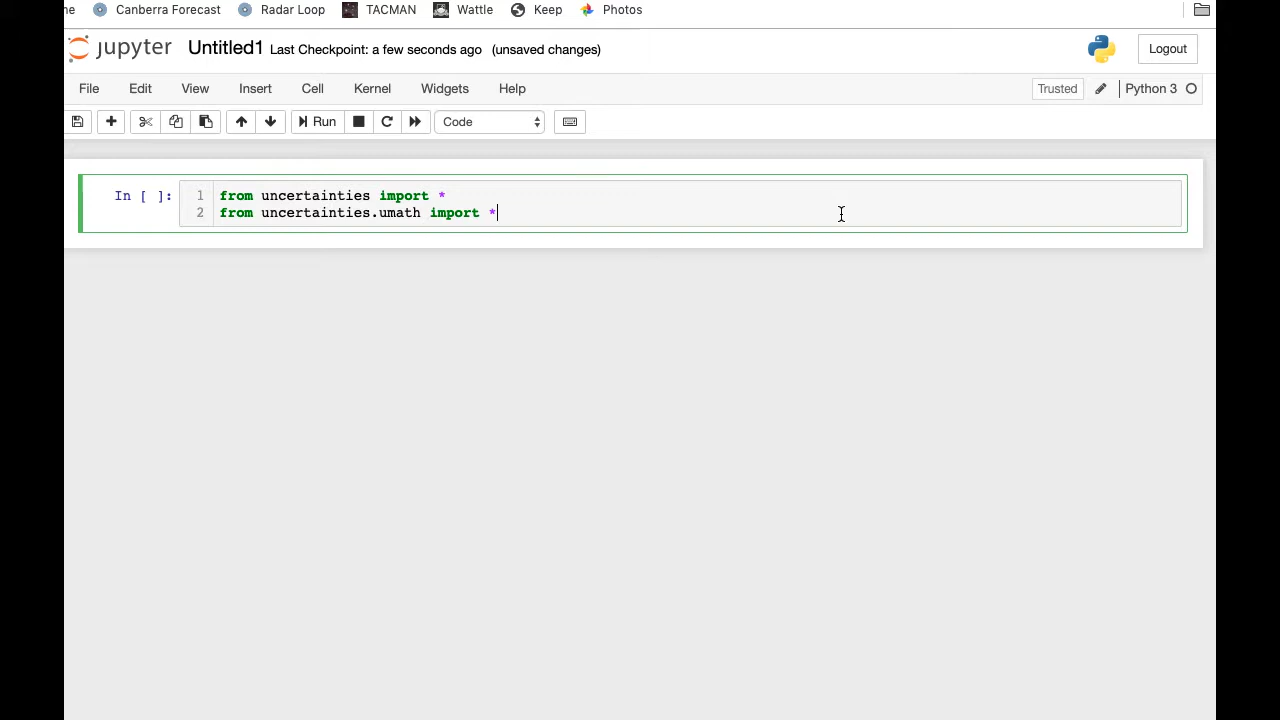 me Canberra Forecast Radar Loop TACMAN Wattle Keep Photos
jupyter Untitled1 Last Checkpoint: a few seconds ago (unsaved changes) Logout
File Edit View Insert Cell Kernel Widgets Help Trusted Python 3
Run Code
In [ ]: 1 from uncertainties import *
2 from uncertainties.umath import *